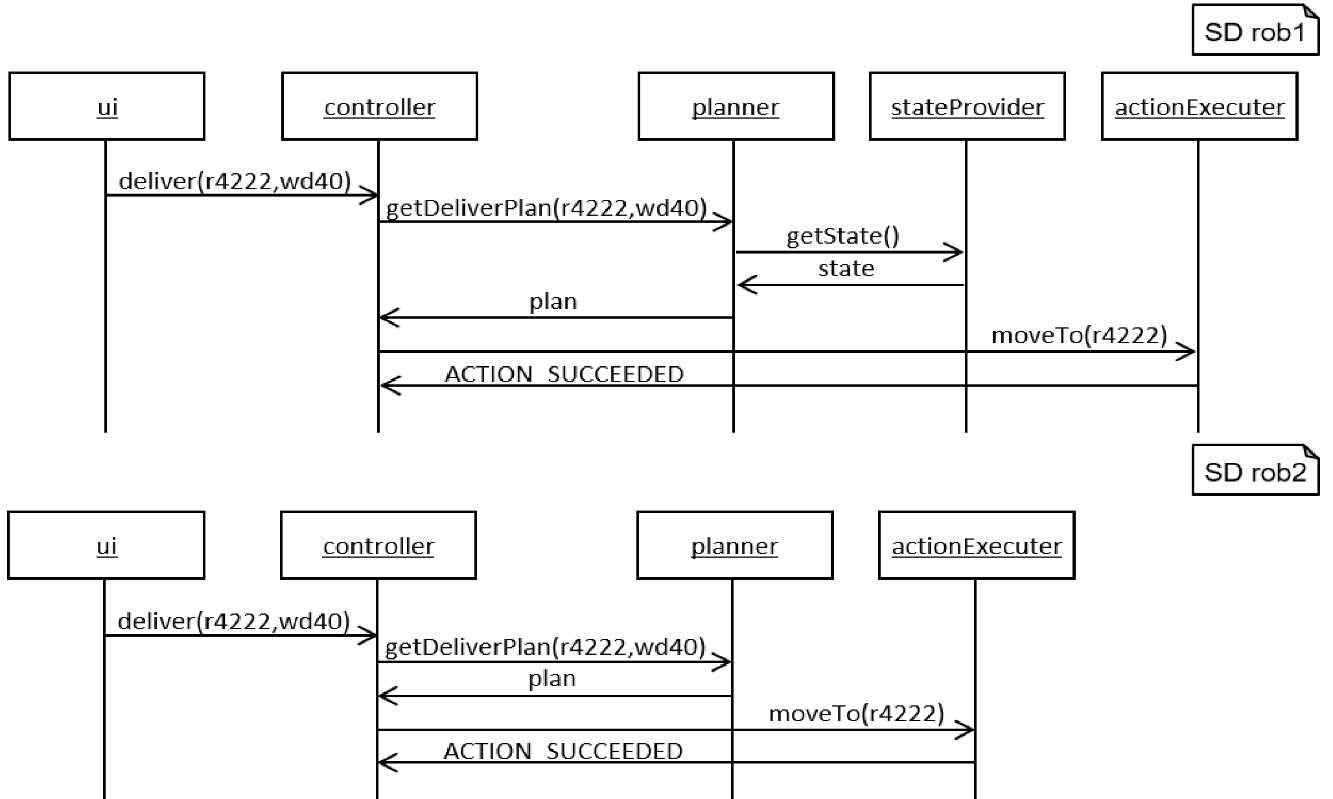 SD rob1
ui controller planner stateProvider actionExecuter
deliver(r4222,wd40)
getDeliverPlan(r4222,wd40)
getState()
state
plan
moveTo(r4222)
ACTION_SUCCEEDED
SD rob2
ui controller planner actionExecuter
deliver(r4222,wd40)
getDeliverPlan(r4222,wd40)
plan
moveTo(r4222)
ACTION_SUCCEEDED